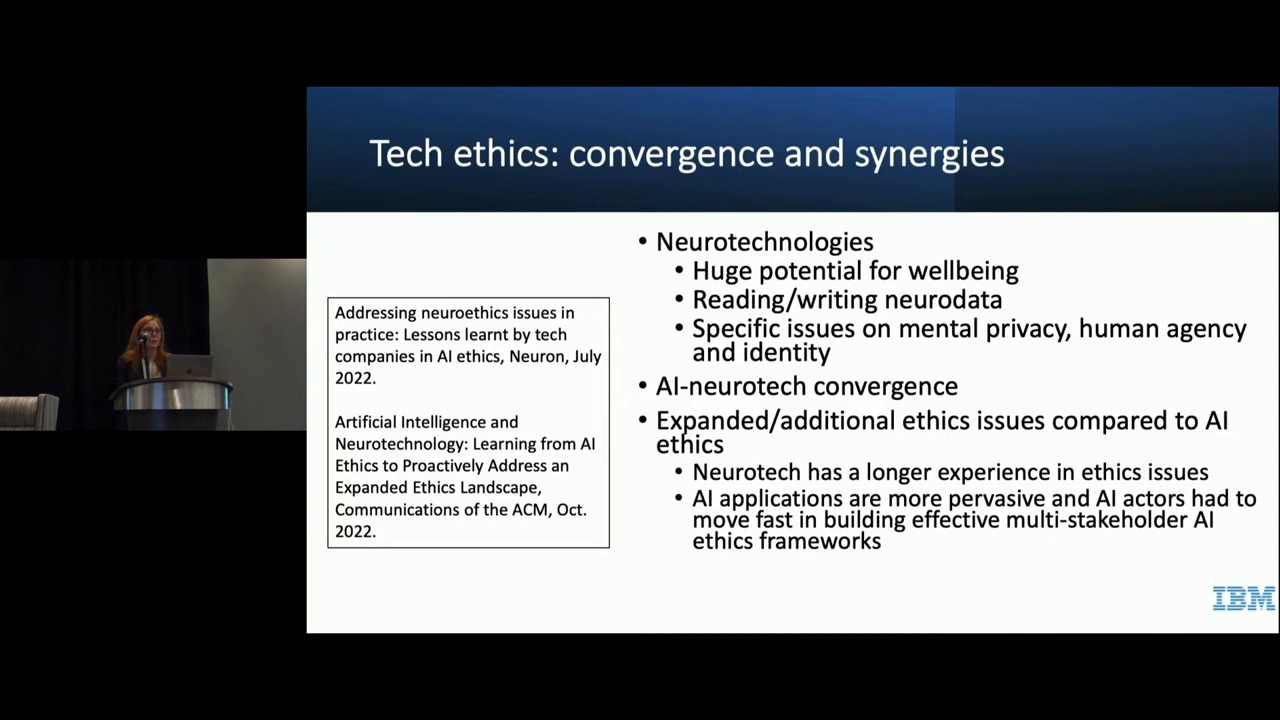 Tech ethics: convergence and synergies
Addressing neuroethics issues in
practice: Lessons learnt by tech
companies in AI ethics, Neuron, July
2022.
Artificial Intelligence and
Neurotechnology: Learning from AI
Ethics to Proactively Address an
Expanded Ethics Landscape,
Communications of the ACM, Oct.
2022.
• Neurotechnologies
• Huge potential for wellbeing
• Reading/writing neurodata
• Specific issues on mental privacy, human agency
and identity
• AI-neurotech convergence
• Expanded/additional ethics issues compared to AI
ethics
• Neurotech has a longer experience in ethics issues
• AI applications are more pervasive and AI actors had to
move fast in building effective multi-stakeholder AI
ethics frameworks
IBM